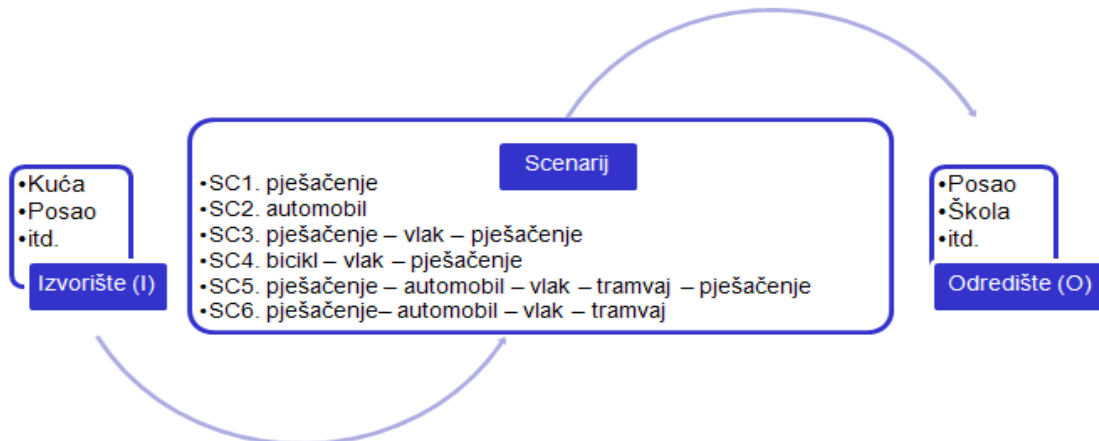 •Kuća
•Posao
•itd.
Izvorište (I)
Scenarij
•SC1. pješačenje
•SC2. automobil
•SC3. pješačenje – vlak – pješačenje
•SC4. bicikl – vlak – pješačenje
•SC5. pješačenje – automobil – vlak – tramvaj – pješačenje
•SC6. pješačenje– automobil – vlak – tramvaj
•Posao
•Škola
•itd.
Odredište (O)